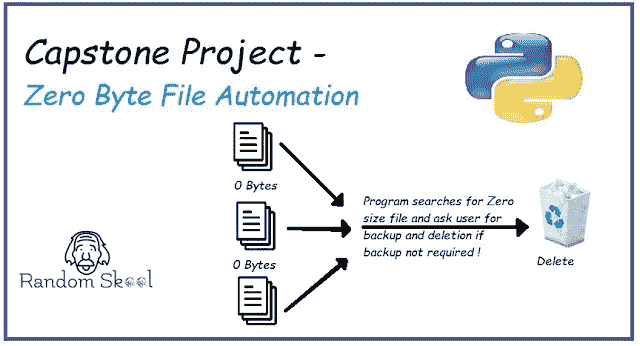 Capstone Project -
Zero Byte File Automation
0 Bytes
Program searches for Zero
size file and ask user for
backup and deletion if
backup not required !
0 Bytes
Delete
Random Skool